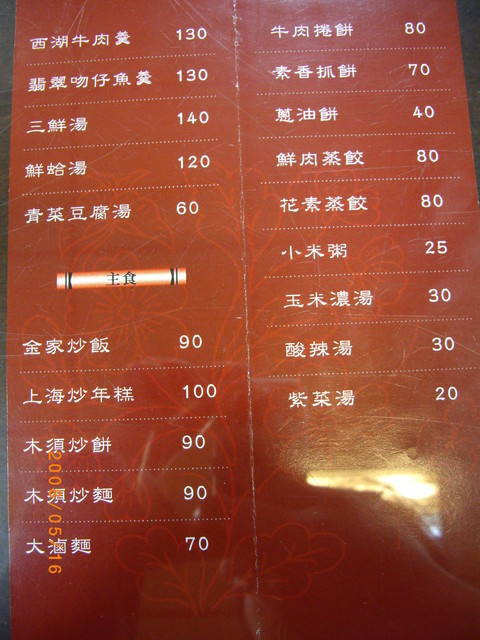 西湖牛肉羹 130
翡翠吻仔魚羹 130
三鮮湯 140
鮮蛤湯 120
青菜豆腐湯 60
主食
金家炒飯 90
上海炒年糕 100
木須炒餅 90
木須炒麵 90
大滷麵 70
牛肉捲餅 80
素香抓餅 70
蔥油餅 40
鮮肉蒸餃 80
花素蒸餃 80
小米粥 25
玉米濃湯 30
酸辣湯 30
紫菜湯 20